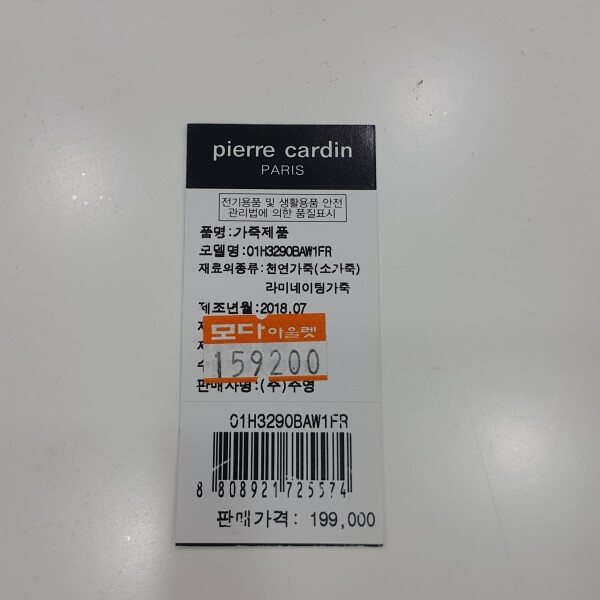 pierre cardin
PARIS
전기용품 및 생활용품 안전
관리법에 의한 품질표시
품명:가죽제품
모델명:01H3290BAW1FR
재료의종류:천연가죽(소가죽)
라미네이팅가죽
제조년월:2018.07
모다아울렛
159200
판매자명:(주)주영
01H3290BAW1FR
8 808921 725574
판매가격: 199,000